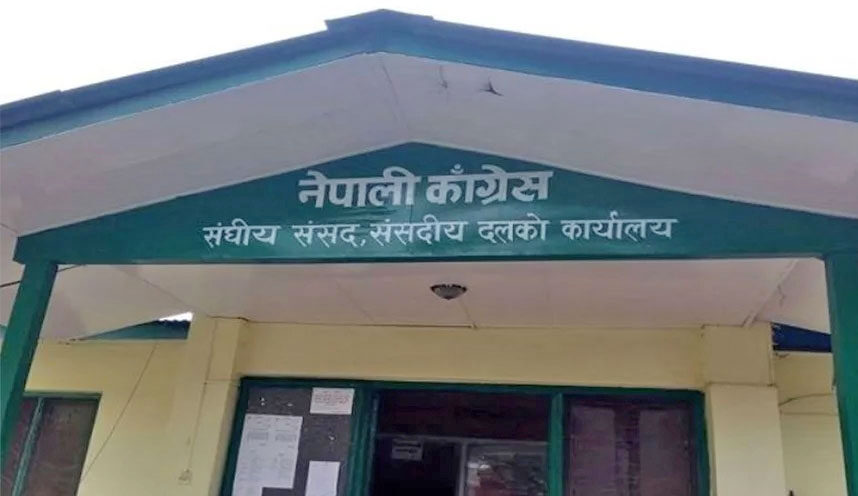 नेपाली काँग्रेस
संघीय संसद, संसदीय दलको कार्यालय